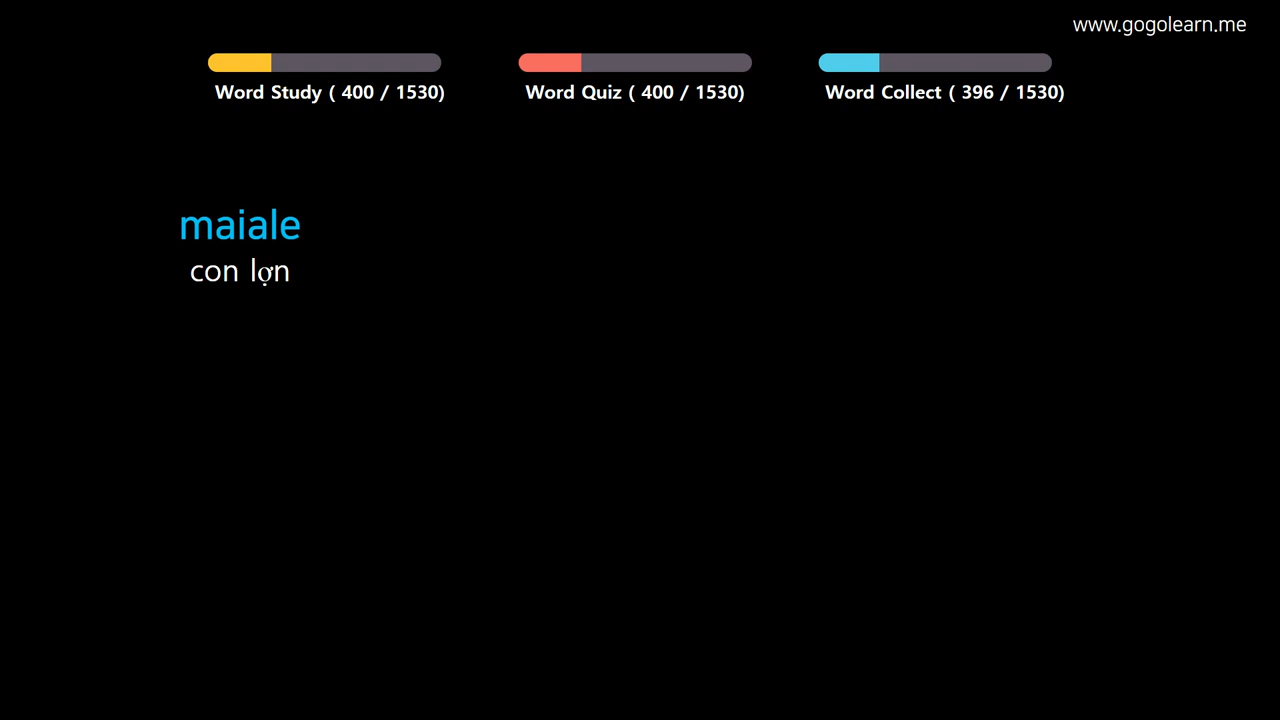 www.gogolearn.me
Word Study ( 400 / 1530)
Word Quiz ( 400 / 1530)
Word Collect ( 396 / 1530)
maiale
con lợn